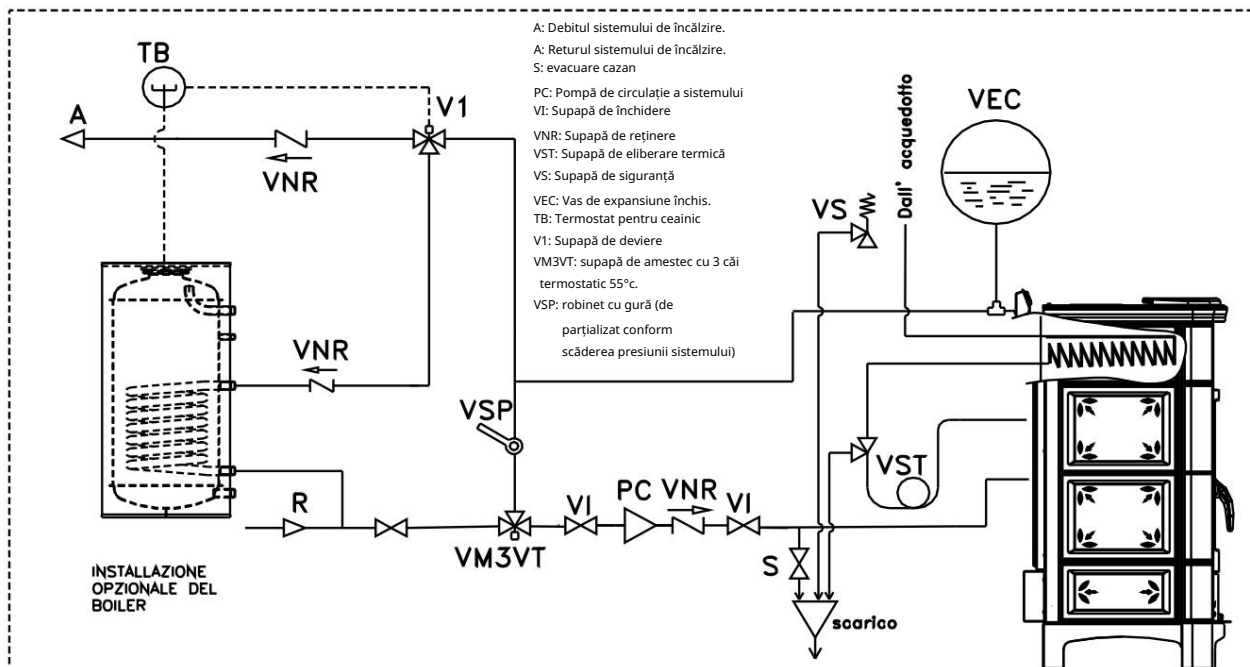 A: Debitul sistemului de încălzire.
A: Returul sistemului de încălzire.
S: evacuare cazan
PC: Pompă de circulație a sistemului
VI: Supapă de închidere
VNR: Supapă de reținere
VST: Supapă de eliberare termică
VS: Supapă de siguranță
VEC: Vas de expansiune închis.
TB: Termostat pentru ceainic
V1: Supapă de deviere
VM3VT: supapă de amestec cu 3 căi
termostatic 55°c.
VSP: robinet cu gură (de
parțializat conform
scăderea presiunii sistemului)
TB
A
V1
VNR
VEC
Dall' acquedotto
VS
VNR
VSP
VST
R
VI
PC
VNR
VI
VM3VT
S
scarico
INSTALLAZIONE
OPZIONALE DEL
BOILER